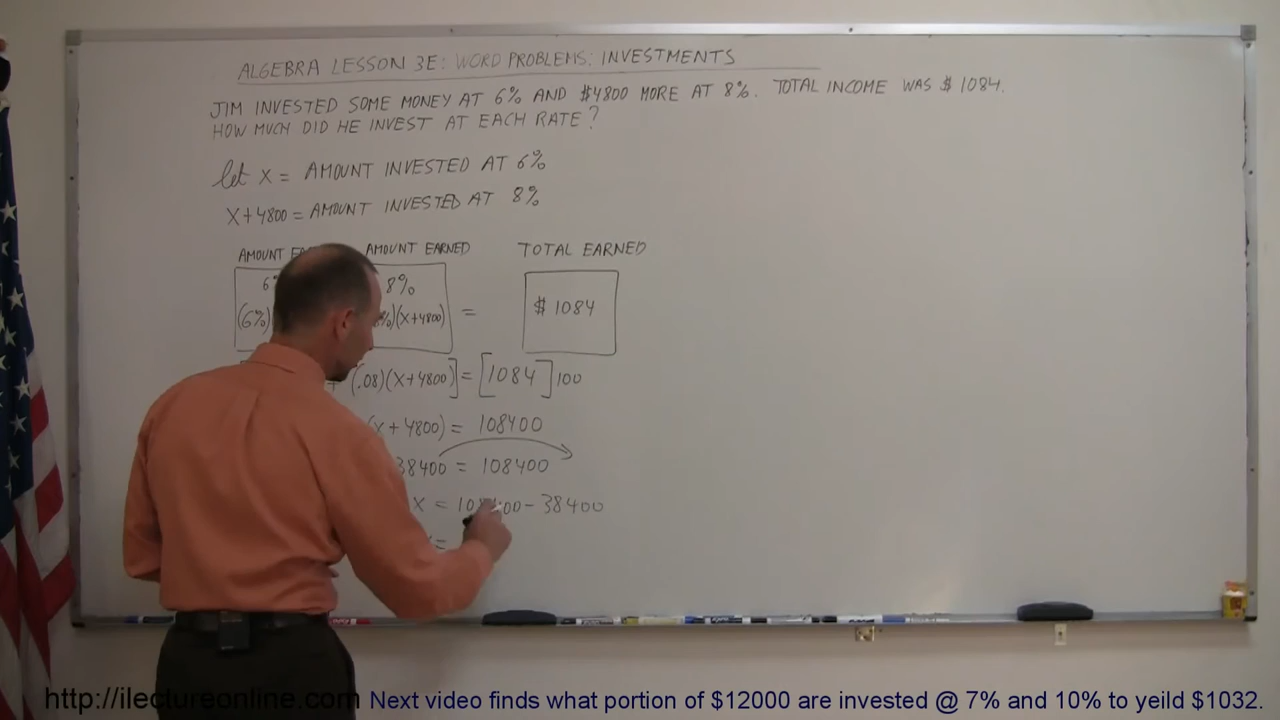 ALGEBRA LESSON 3E: WORD PROBLEMS: INVESTMENTS
JIM INVESTED SOME MONEY AT 6% AND $4800 MORE AT 8%. TOTAL INCOME WAS $1084.
HOW MUCH DID HE INVEST AT EACH RATE?
let X = AMOUNT INVESTED AT 6%
X+4800 = AMOUNT INVESTED AT 8%
AMOUNT AMOUNT EARNED TOTAL EARNED
8%
(6%) %)(X+4800) = $1084
(.08)(X+4800)] = [1084]100
(X+4800) = 108400
38400 = 108400
X = 108400-38400
=
http://ilectureonline.com Next video finds what portion of $12000 are invested @ 7% and 10% to yeild $1032.